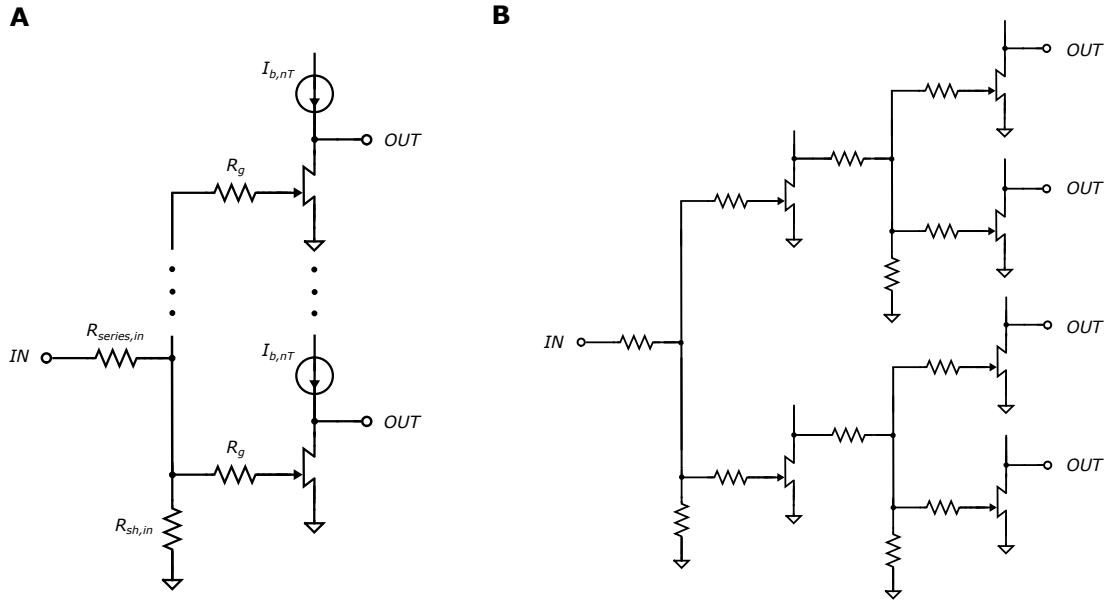 A
I_{b,nT}
OUT
R_g
R_{series,in}
IN
I_{b,nT}
OUT
R_g
R_{sh,in}
B
OUT
OUT
IN
OUT
OUT